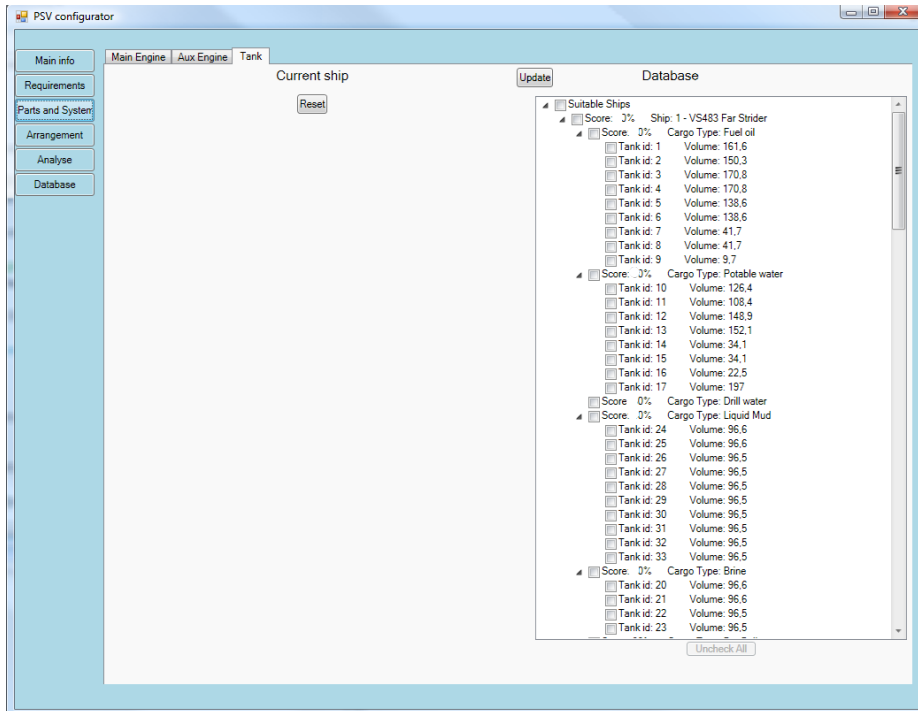 PSV configurator
Main info
Requirements
Parts and System
Arrangement
Analyse
Database
Main Engine Aux Engine Tank
Current ship
Reset
Update
Database
Suitable Ships
Score: 0% Ship: 1 - VS483 Far Strider
Score: 0% Cargo Type: Fuel oil
Tank id: 1 Volume: 161,6
Tank id: 2 Volume: 150,3
Tank id: 3 Volume: 170,8
Tank id: 4 Volume: 170,8
Tank id: 5 Volume: 138,6
Tank id: 6 Volume: 138,6
Tank id: 7 Volume: 41,7
Tank id: 8 Volume: 41,7
Tank id: 9 Volume: 9,7
Score: 0% Cargo Type: Potable water
Tank id: 10 Volume: 126,4
Tank id: 11 Volume: 108,4
Tank id: 12 Volume: 148,9
Tank id: 13 Volume: 152,1
Tank id: 14 Volume: 34,1
Tank id: 15 Volume: 34,1
Tank id: 16 Volume: 22,5
Tank id: 17 Volume: 197
Score 0% Cargo Type: Drill water
Score: 0% Cargo Type: Liquid Mud
Tank id: 24 Volume: 96,6
Tank id: 25 Volume: 96,6
Tank id: 26 Volume: 96,5
Tank id: 27 Volume: 96,5
Tank id: 28 Volume: 96,5
Tank id: 29 Volume: 96,5
Tank id: 30 Volume: 96,5
Tank id: 31 Volume: 96,5
Tank id: 32 Volume: 96,5
Tank id: 33 Volume: 96,5
Score: 0% Cargo Type: Brine
Tank id: 20 Volume: 96,6
Tank id: 21 Volume: 96,6
Tank id: 22 Volume: 96,5
Tank id: 23 Volume: 96,5
Uncheck All